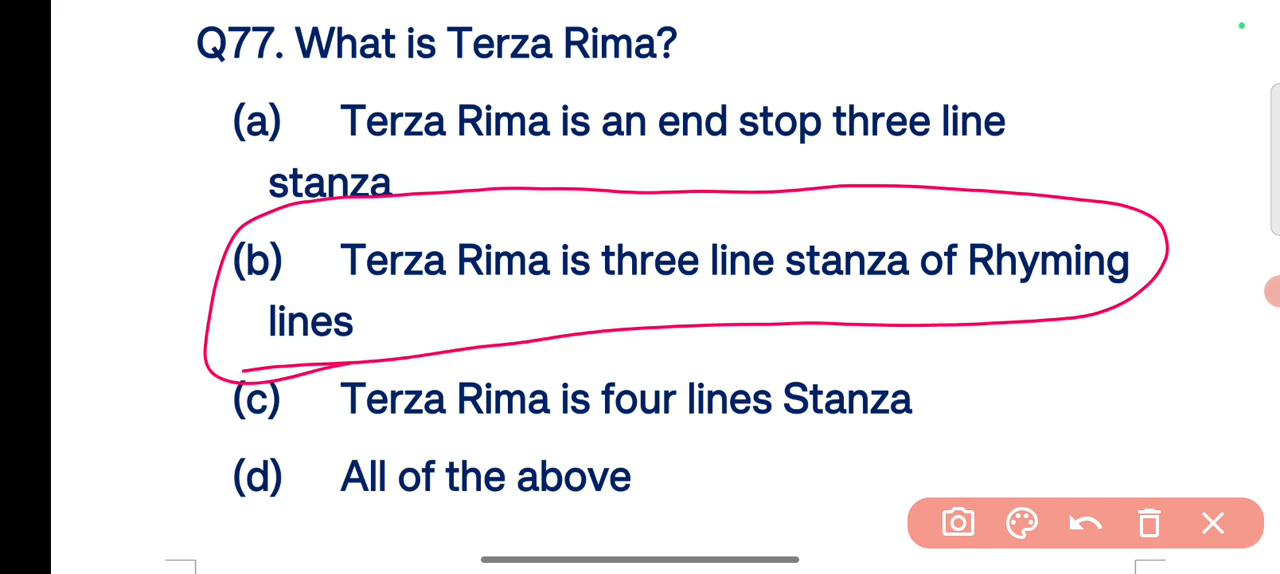 Q77. What is Terza Rima?
(a) Terza Rima is an end stop three line
stanza
(b) Terza Rima is three line stanza of Rhyming
lines
(c) Terza Rima is four lines Stanza
(d) All of the above